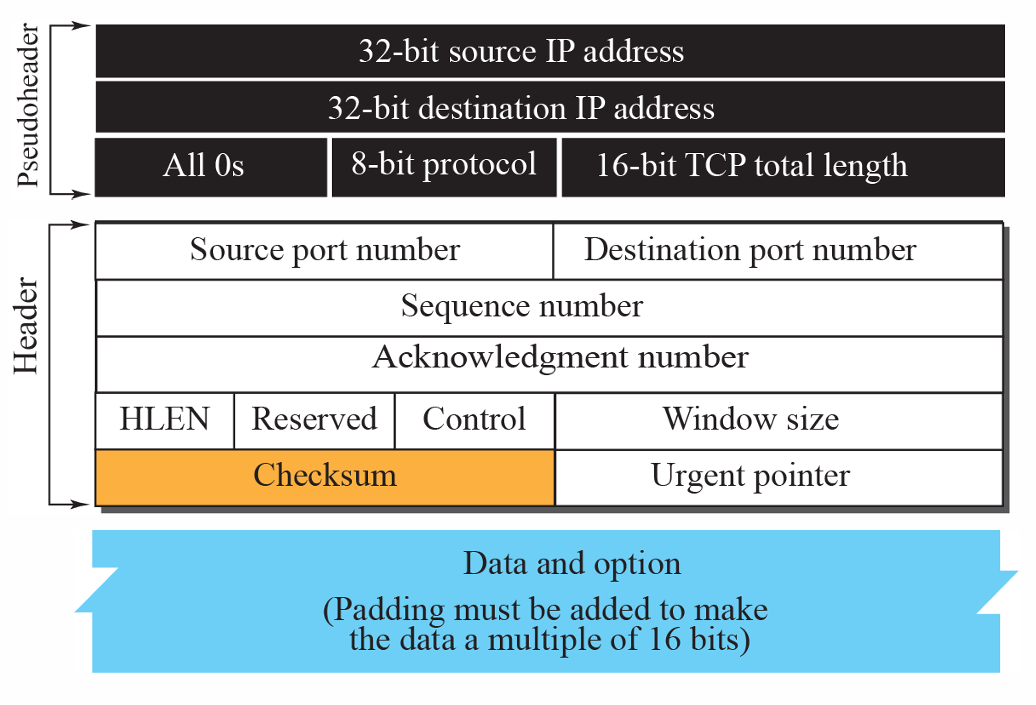 Pseudoheader
32-bit source IP address
32-bit destination IP address
All 0s
8-bit protocol
16-bit TCP total length
Header
Source port number
Destination port number
Sequence number
Acknowledgment number
HLEN
Reserved
Control
Window size
Checksum
Urgent pointer
Data and option
(Padding must be added to make
the data a multiple of 16 bits)